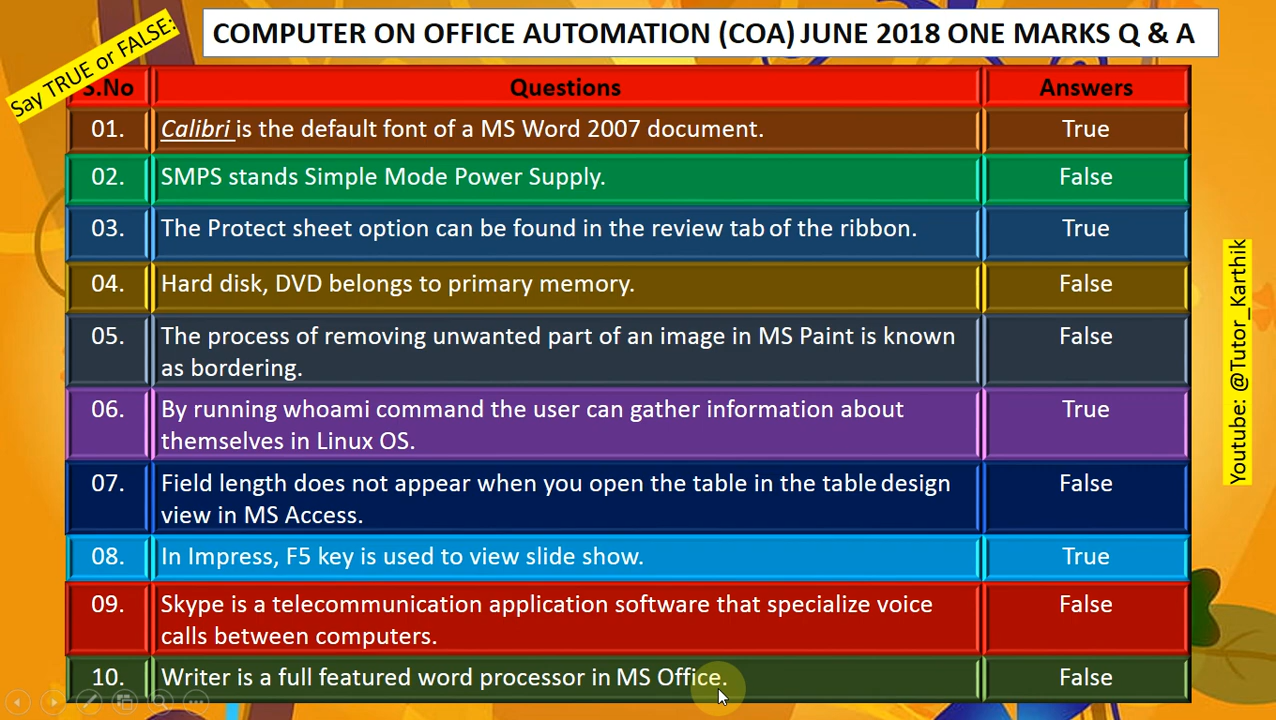 Say TRUE or FALSE:
COMPUTER ON OFFICE AUTOMATION (COA) JUNE 2018 ONE MARKS Q & A
S.No Questions Answers
01. Calibri is the default font of a MS Word 2007 document. True
02. SMPS stands Simple Mode Power Supply. False
03. The Protect sheet option can be found in the review tab of the ribbon. True
04. Hard disk, DVD belongs to primary memory. False
05. The process of removing unwanted part of an image in MS Paint is known False
as bordering.
06. By running whoami command the user can gather information about True
themselves in Linux OS.
07. Field length does not appear when you open the table in the table design False
view in MS Access.
08. In Impress, F5 key is used to view slide show. True
09. Skype is a telecommunication application software that specialize voice False
calls between computers.
10. Writer is a full featured word processor in MS Office. False
Youtube: @Tutor_Karthik